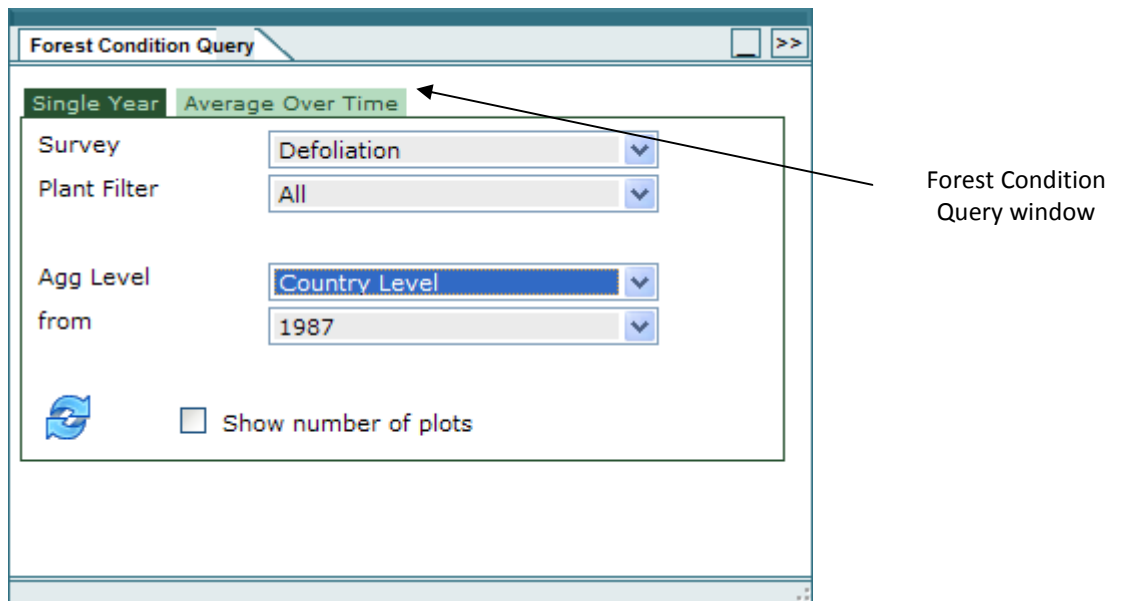 Forest Condition Query
_ >>
Single Year Average Over Time
Survey Defoliation
Plant Filter All
Agg Level Country Level
from 1987
Show number of plots
Forest Condition
Query window